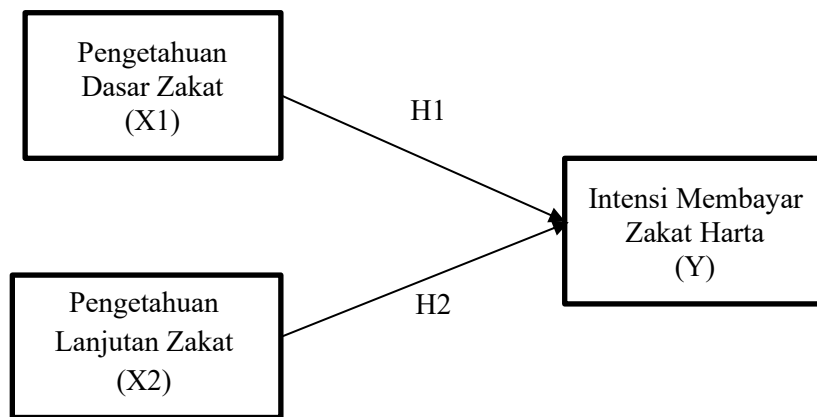 Pengetahuan
Dasar Zakat
(X1)
H1
Intensi Membayar
Zakat Harta
(Y)
Pengetahuan
Lanjutan Zakat
(X2)
H2